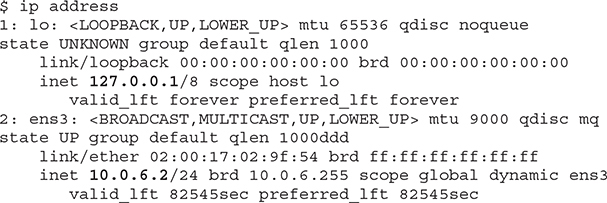 $ ip address
1: lo: <LOOPBACK,UP,LOWER_UP> mtu 65536 qdisc noqueue
state UNKNOWN group default qlen 1000
link/loopback 00:00:00:00:00:00 brd 00:00:00:00:00:00
inet 127.0.0.1/8 scope host lo
valid_lft forever preferred_lft forever
2: ens3: <BROADCAST,MULTICAST,UP,LOWER_UP> mtu 9000 qdisc mq
state UP group default qlen 1000ddd
link/ether 02:00:17:02:9f:54 brd ff:ff:ff:ff:ff:ff
inet 10.0.6.2/24 brd 10.0.6.255 scope global dynamic ens3
valid_lft 82545sec preferred_lft 82545sec